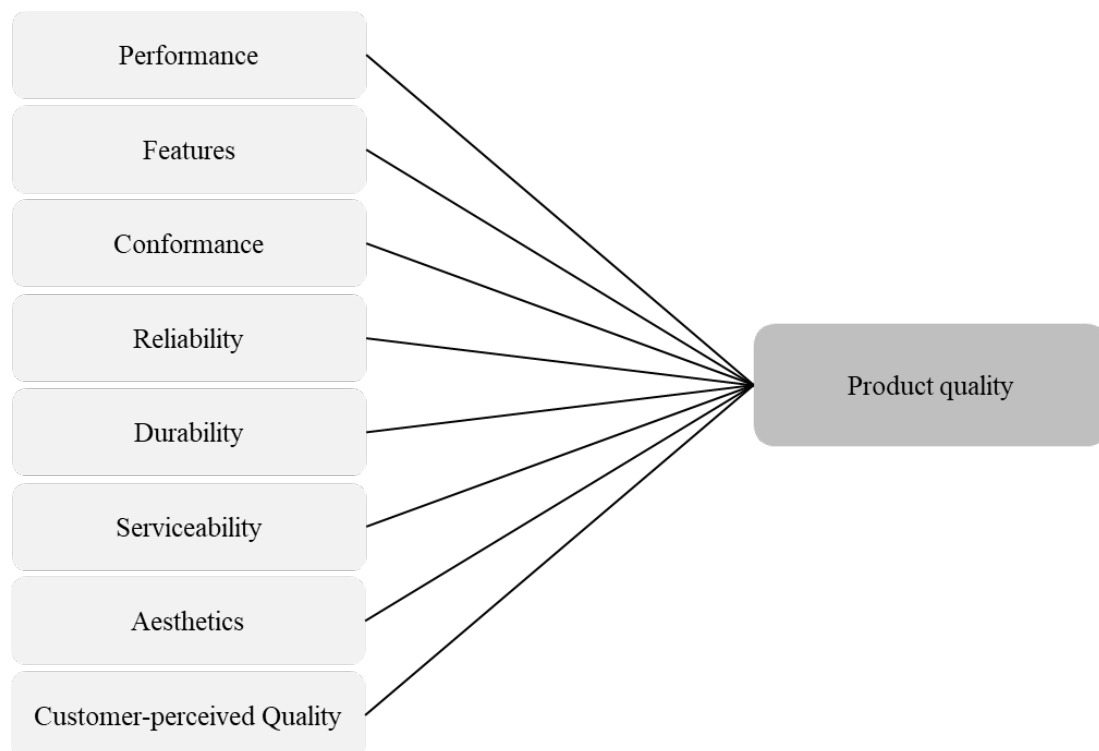 Performance
Features
Conformance
Reliability
Product quality
Durability
Serviceability
Aesthetics
Customer-perceived Quality